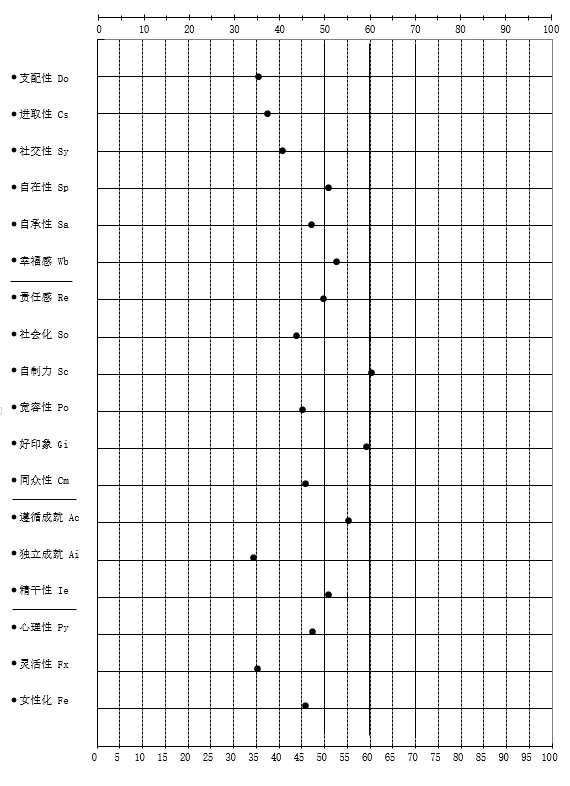 0 10 20 30 40 50 60 70 80 90 100
支配性 Do
进取性 Cs
社交性 Sy
自在性 Sp
自承性 Sa
幸福感 Wb
责任感 Re
社会化 So
自制力 Sc
宽容性 Po
好印象 Gi
同众性 Cm
遵循成就 Ac
独立成就 Ai
精干性 Ie
心理性 Py
灵活性 Fx
女性化 Fe
0 5 10 15 20 25 30 35 40 45 50 55 60 65 70 75 80 85 90 95 100